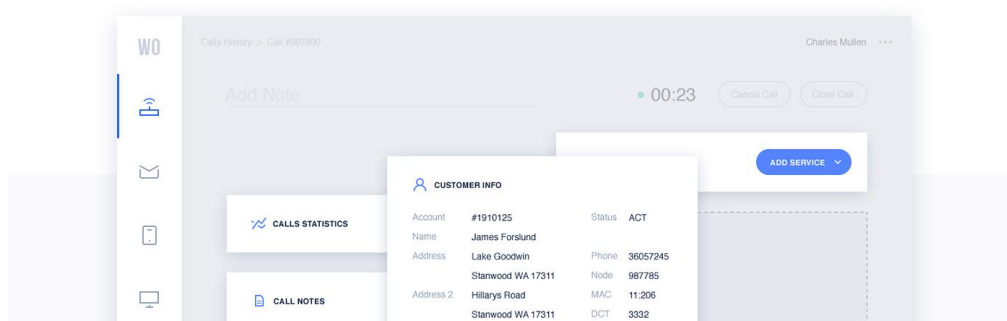 WO
Calls History > Call #987800
Charles Mullen
Add Note
00:23
Cancel Call
Close Call
ADD SERVICE
CUSTOMER INFO
Account #1910125 Status ACT
Name James Forslund
Address Lake Goodwin Phone 36057245
Stanwood WA 17311 Node 987785
Address 2 Hillarys Road MAC 11:206
Stanwood WA 17311 DCT 3332
CALLS STATISTICS
CALL NOTES